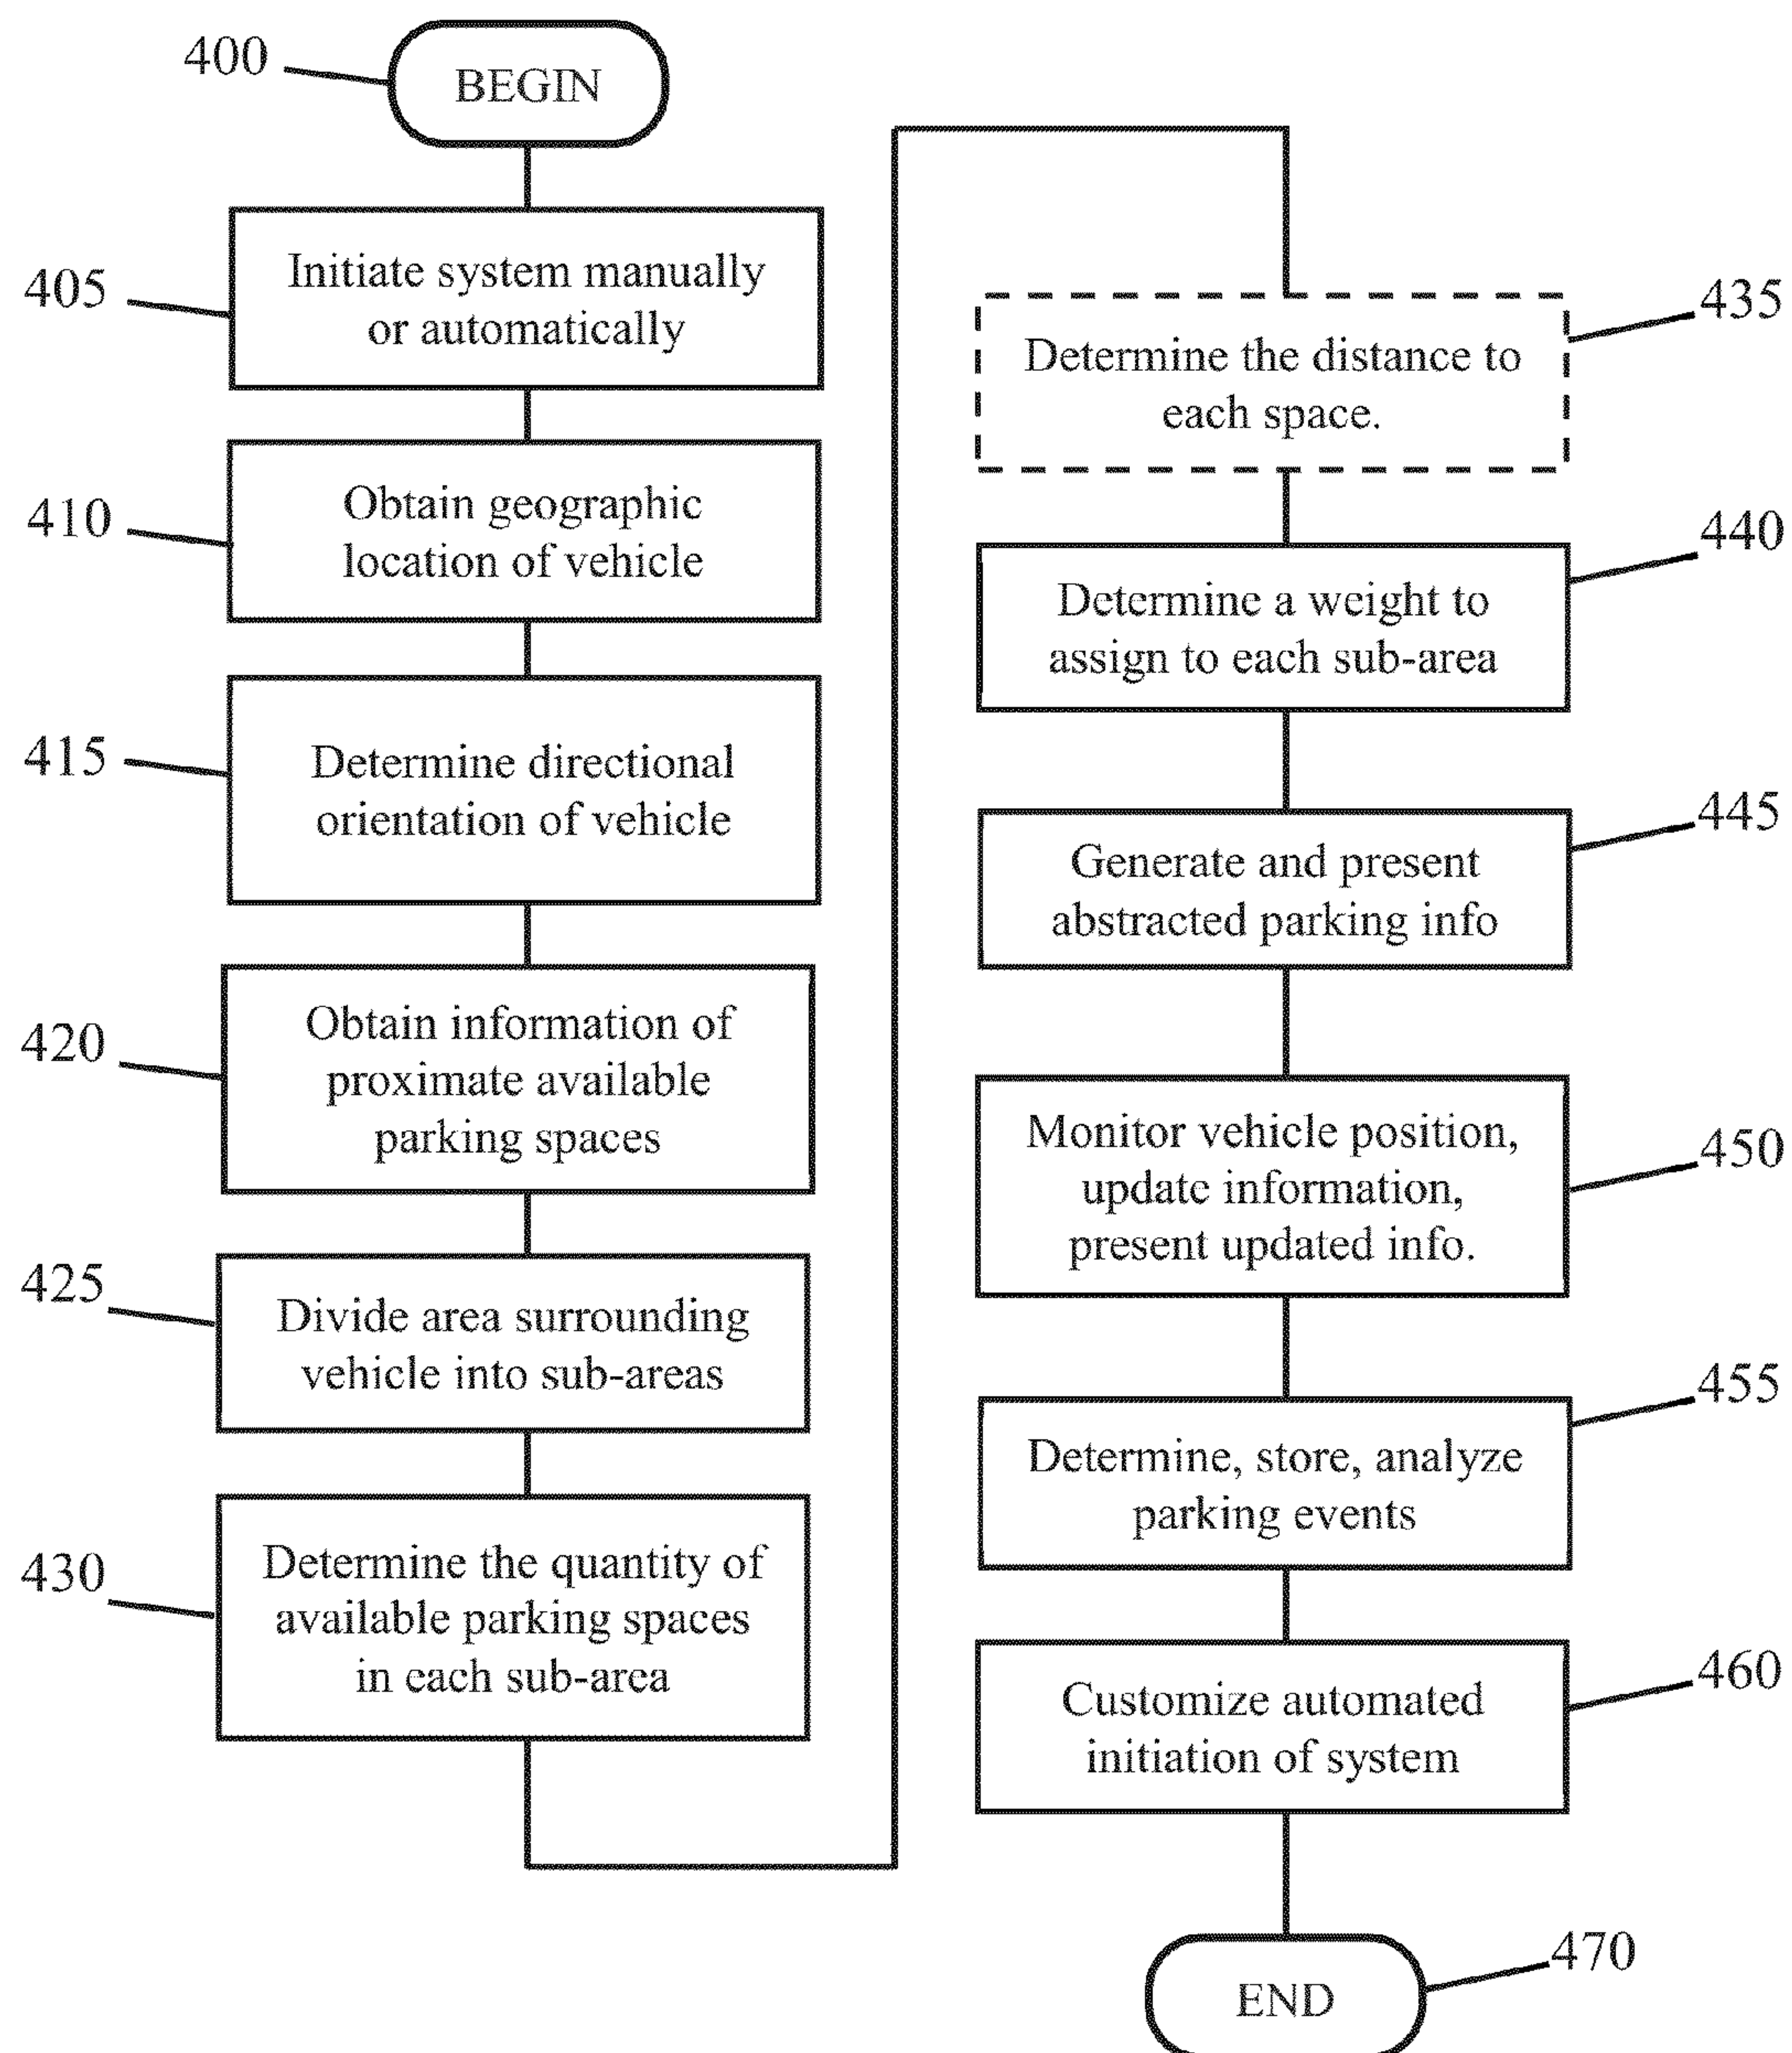 400
BEGIN
405
Initiate system manually
or automatically
410
Obtain geographic
location of vehicle
415
Determine directional
orientation of vehicle
420
Obtain information of
proximate available
parking spaces
425
Divide area surrounding
vehicle into sub-areas
430
Determine the quantity of
available parking spaces
in each sub-area
435
Determine the distance to
each space.
440
Determine a weight to
assign to each sub-area
445
Generate and present
abstracted parking info
450
Monitor vehicle position,
update information,
present updated info.
455
Determine, store, analyze
parking events
460
Customize automated
initiation of system
470
END